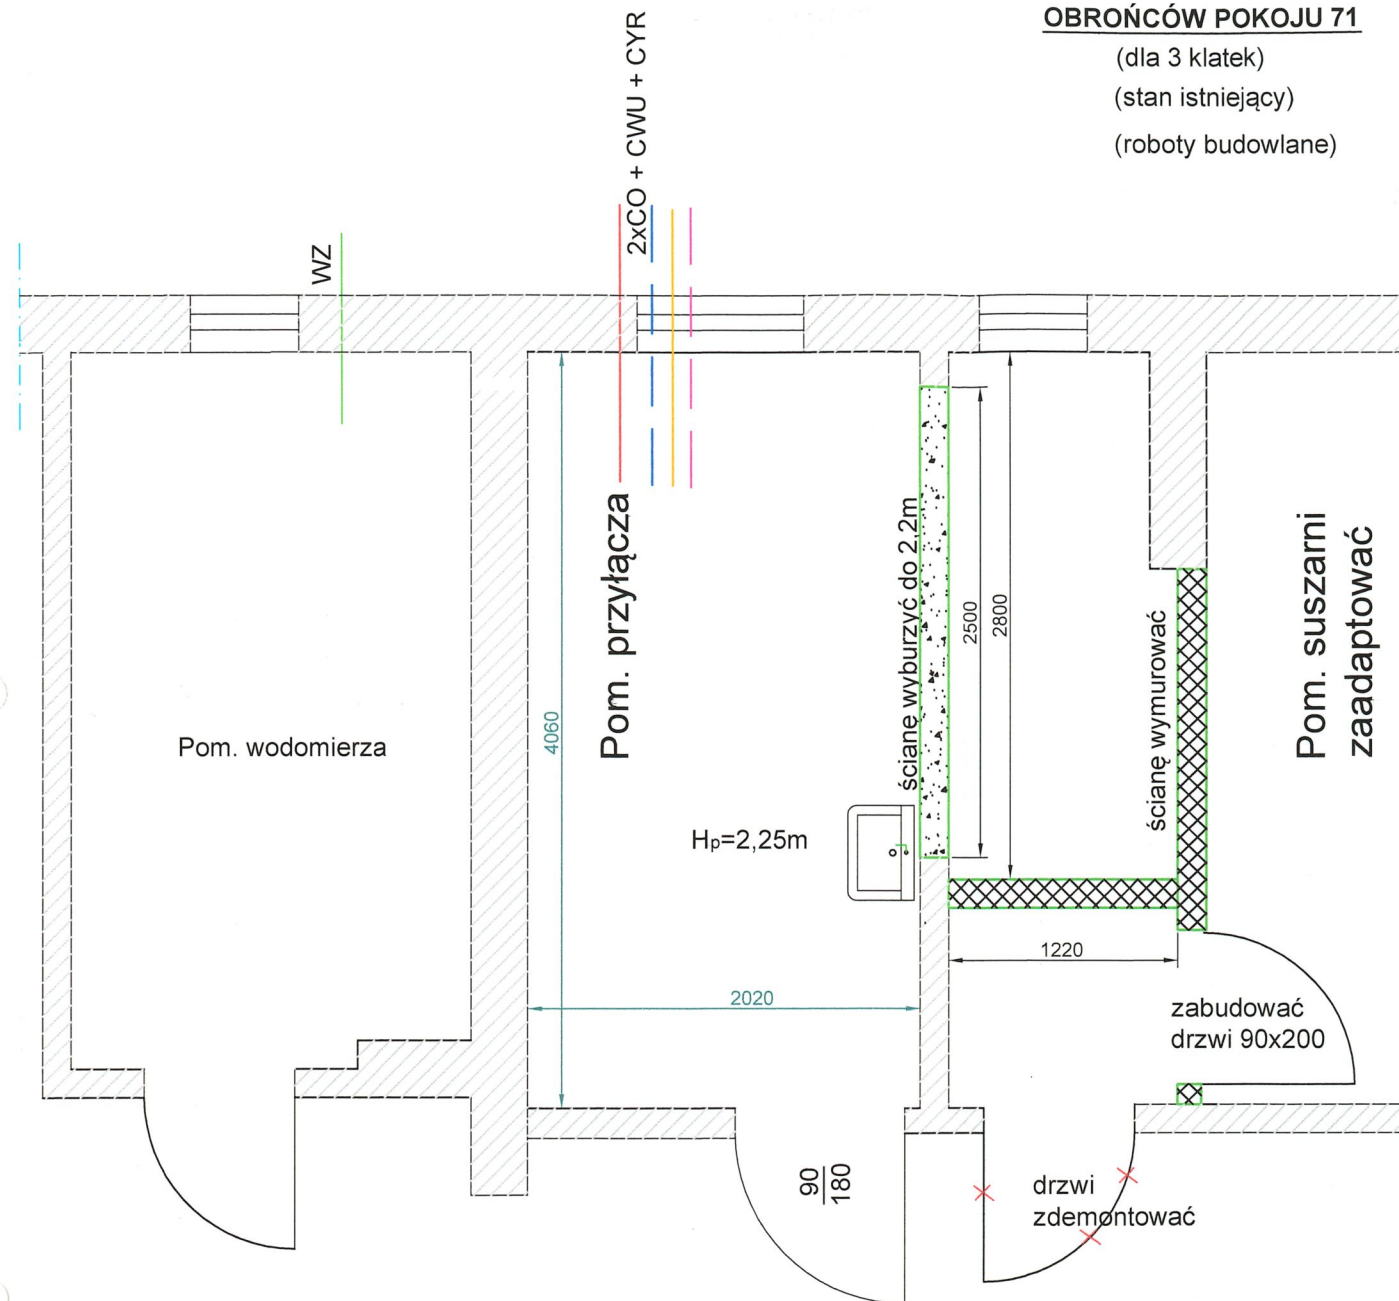 OBROŃCÓW POKOJU 71
(dla 3 klatek)
(stan istniejący)
(roboty budowlane)
2xCO + CWU + CYR
WZ
Pom. wodomierza
4060
Pom. przyłącza
Hp=2,25m
2020
ścianę wyburzyć do 2,2m
2500
2800
ścianę wymurować
1220
Pom. suszarni
zaadaptować
zabudować
drzwi 90x200
90
180
drzwi
zdemontować